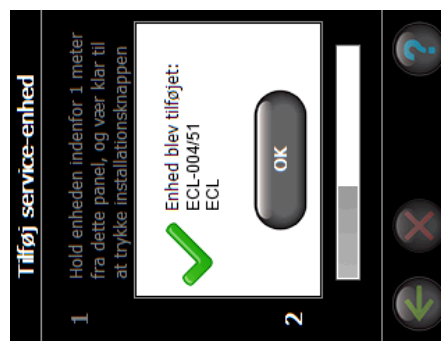 Tilføj service-enhed
1
Hold enheden indenfor 1 meter
fra dette panel, og vær klar til
at trykke installationsknappen
Enhed blev tilføjet:
ECL-004/51
ECL
OK
2
?